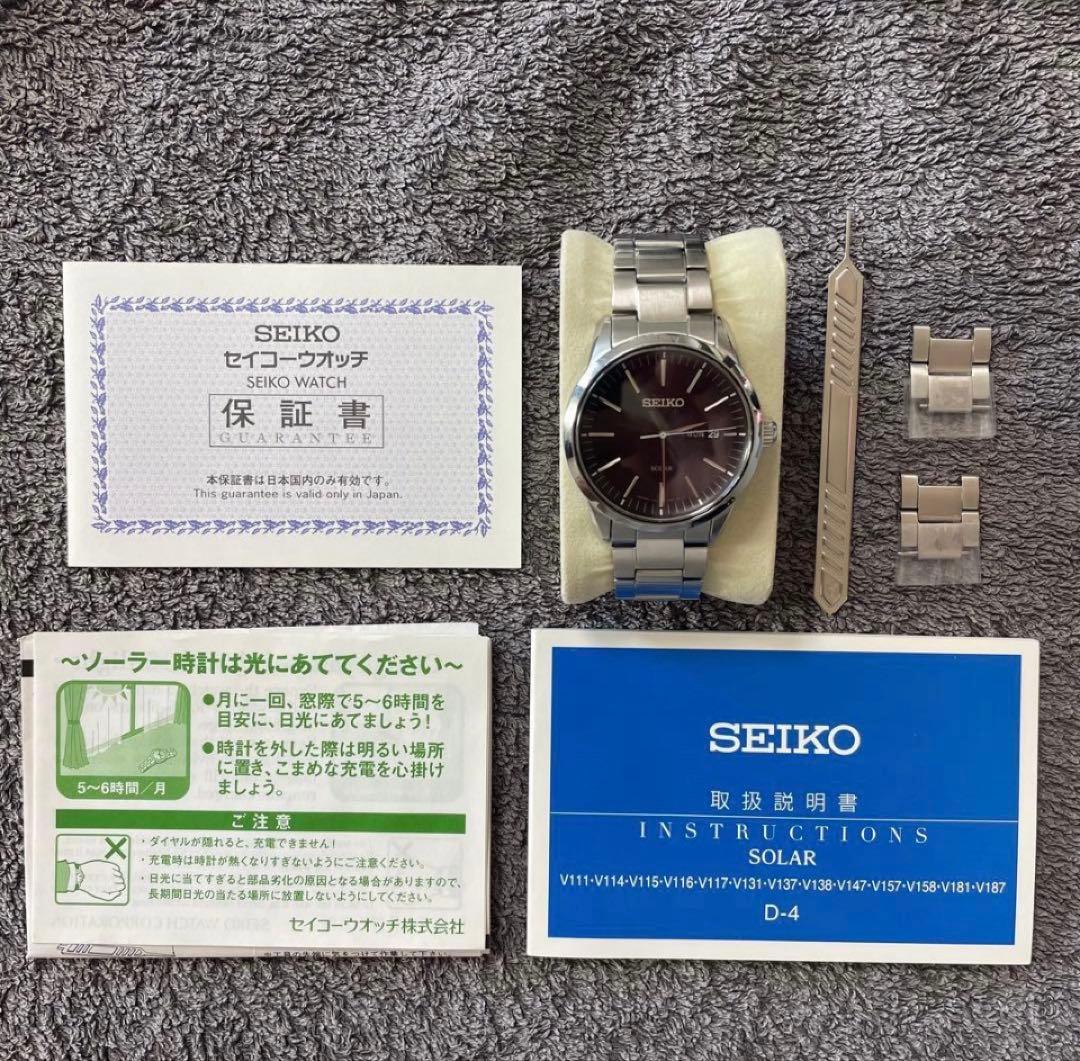 SEIKO
セイコーウオッチ
SEIKO WATCH
保証書
GUARANTEE
本保証書は日本国内のみ有効です。
This guarantee is valid only in Japan.
SEIKO
MON 29
SOLAR
〜ソーラー時計は光にあててください〜
●月に一回、窓際で5〜6時間を
目安に、日光にあてましょう!
●時計を外した際は明るい場所
に置き、こまめな充電を心掛け
ましょう。
5〜6時間/月
ご注意
・ダイヤルが隠れると、充電できません!
・充電時は時計が熱くなりすぎないようにご注意ください。
・日光に当てすぎると部品劣化の原因となる場合がありますので、
長期間日光の当たる場所に放置しないようにしてください。
セイコーウオッチ株式会社
SEIKO
取扱説明書
INSTRUCTIONS
SOLAR
V111・V114・V115・V116・V117・V131・V137・V138・V147・V157・V158・V181・V187
D-4